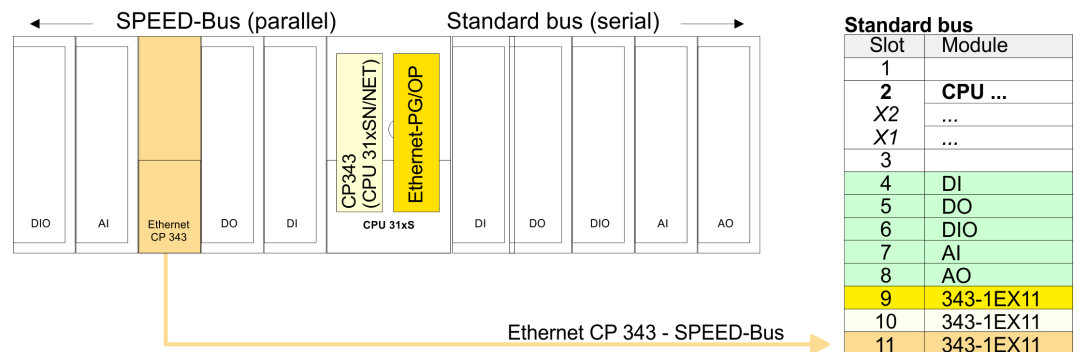 SPEED-Bus (parallel)
Standard bus (serial)
DIO
AI
Ethernet
CP 343
DO
DI
CP343
(CPU 31xSN/NET)
Ethernet-PG/OP
CPU 31xS
DI
DO
DIO
AI
AO
Ethernet CP 343 - SPEED-Bus
Standard bus
Slot Module
1
2 CPU ...
X2 ...
X1 ...
3
4 DI
5 DO
6 DIO
7 AI
8 AO
9 343-1EX11
10 343-1EX11
11 343-1EX11